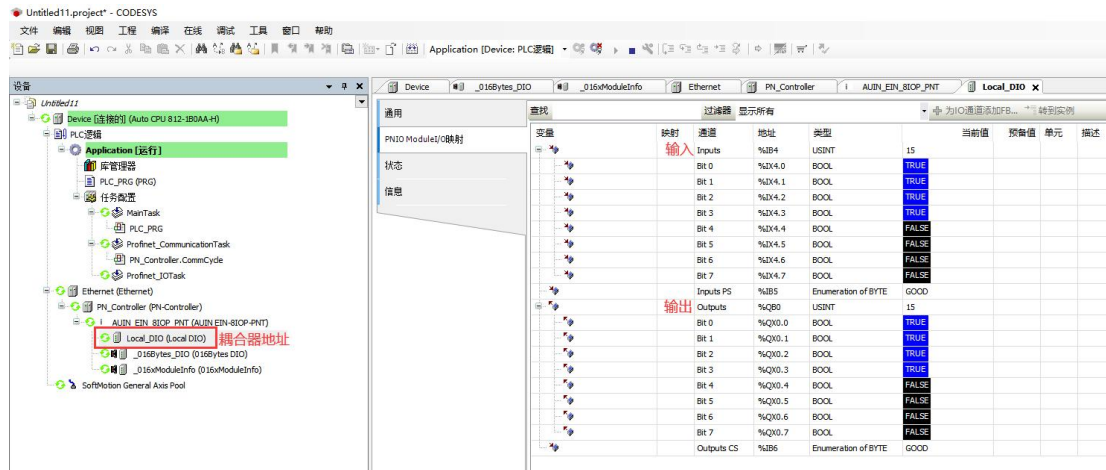 Untitled11.project* - CODESYS
文件 编辑 视图 工程 编译 在线 调试 工具 窗口 帮助
Application [Device: PLC逻辑]
设备
Untitled11
Device [连接的] (Auto CPU 812-1B0AA-H)
PLC逻辑
Application [运行]
库管理器
PLC_PRG (PRG)
任务配置
MainTask
PLC_PRG
Profinet_CommunicationTask
PN_Controller.CommCycle
Profinet_IOTask
Ethernet (Ethernet)
PN_Controller (PN-Controller)
AUIN_EIN_8IOP_PNT (AUIN EIN-8IOP-PNT)
Local_DIO (Local DIO) 耦合器地址
_016Bytes_DIO (016Bytes DIO)
_016xModuleInfo (016xModuleInfo)
SoftMotion General Axis Pool
Device _016Bytes_DIO _016xModuleInfo Ethernet PN_Controller AUIN_EIN_8IOP_PNT Local_DIO
通用
PNIO ModuleI/O映射
状态
信息
查找 过滤器 显示所有 为IO通道添加FB... 转到实例
变量 映射 通道 地址 类型 当前值 预备值 单元 描述
输入 Inputs %IB4 USINT 15
Bit 0 %IX4.0 BOOL TRUE
Bit 1 %IX4.1 BOOL TRUE
Bit 2 %IX4.2 BOOL TRUE
Bit 3 %IX4.3 BOOL TRUE
Bit 4 %IX4.4 BOOL FALSE
Bit 5 %IX4.5 BOOL FALSE
Bit 6 %IX4.6 BOOL FALSE
Bit 7 %IX4.7 BOOL FALSE
Inputs PS %IB5 Enumeration of BYTE GOOD
输出 Outputs %QB0 USINT 15
Bit 0 %QX0.0 BOOL TRUE
Bit 1 %QX0.1 BOOL TRUE
Bit 2 %QX0.2 BOOL TRUE
Bit 3 %QX0.3 BOOL TRUE
Bit 4 %QX0.4 BOOL FALSE
Bit 5 %QX0.5 BOOL FALSE
Bit 6 %QX0.6 BOOL FALSE
Bit 7 %QX0.7 BOOL FALSE
Outputs CS %IB6 Enumeration of BYTE GOOD